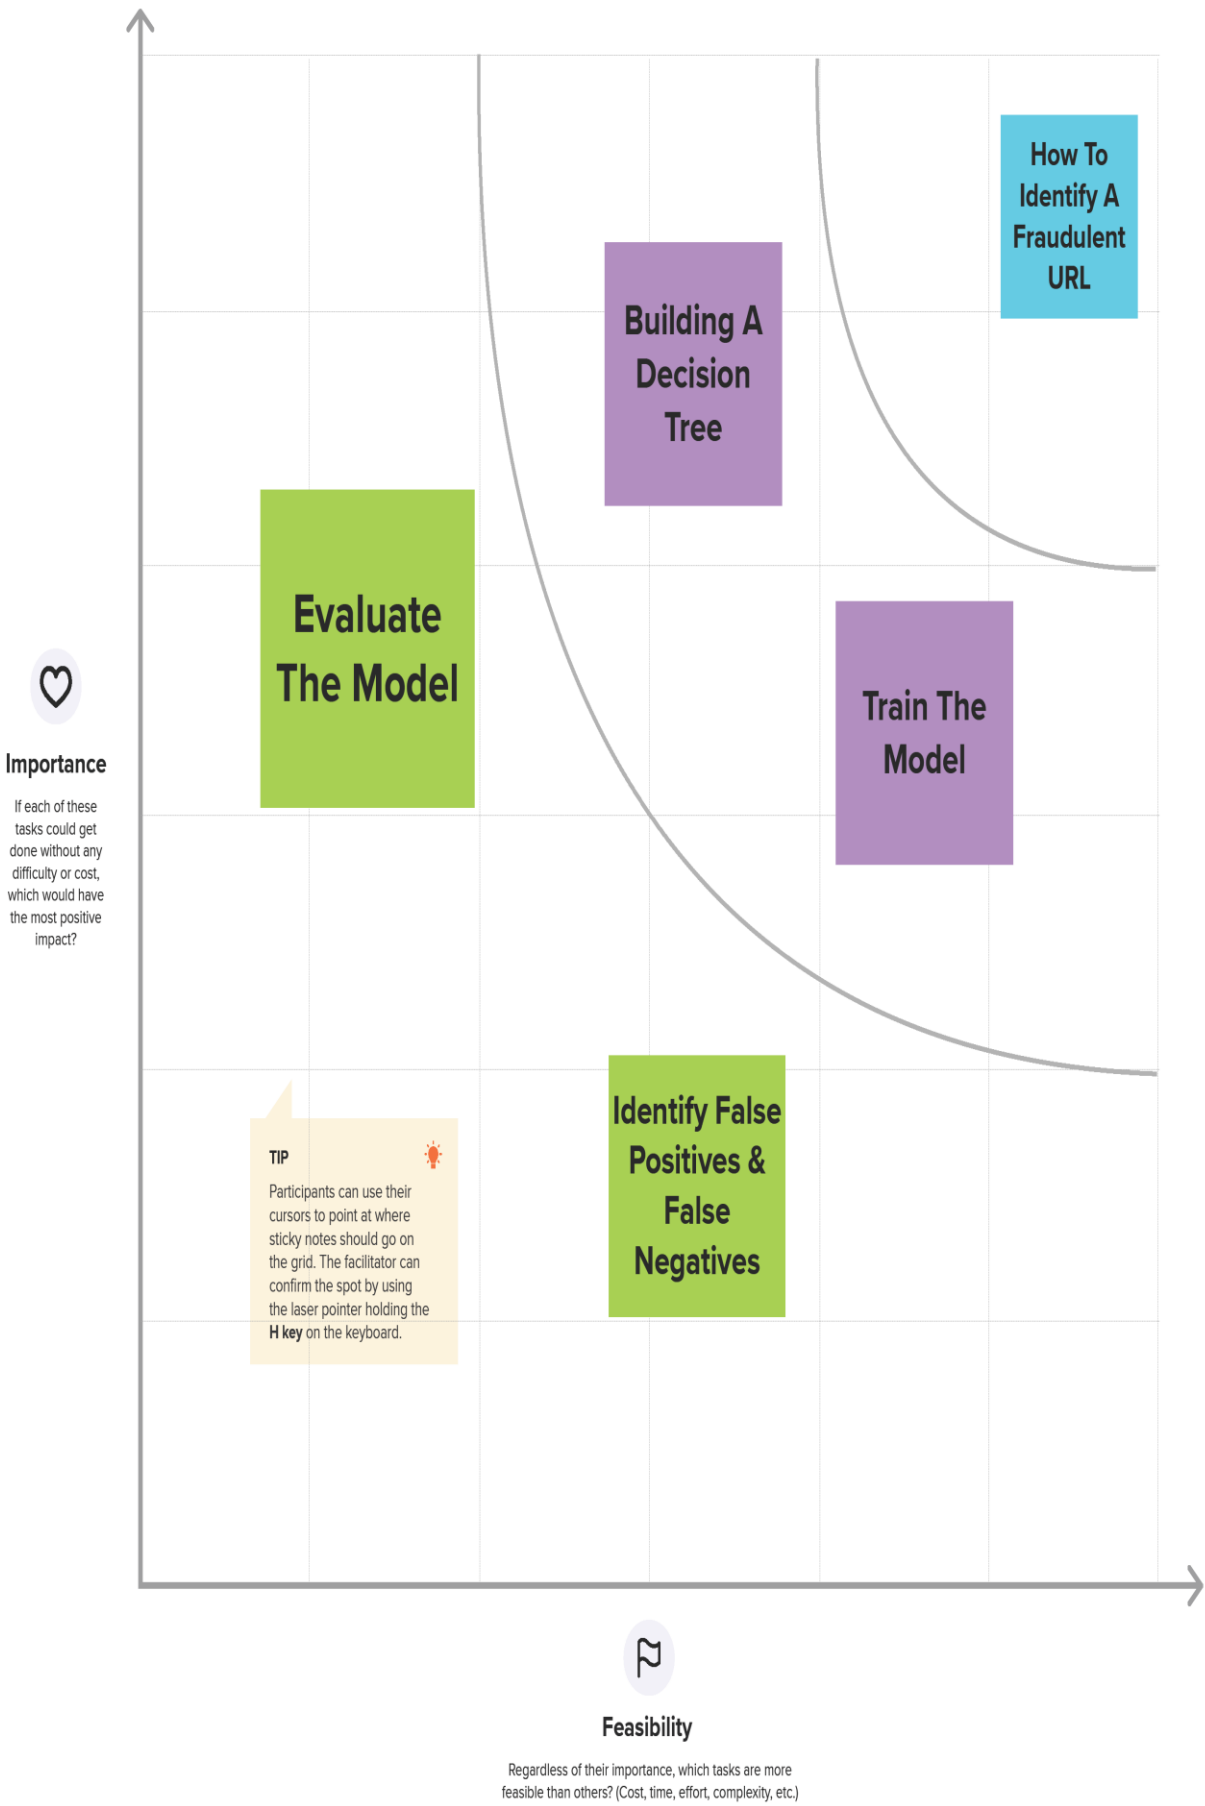 How To
Identify A
Fraudulent
URL
Building A
Decision
Tree
Evaluate
The Model
Train The
Model
Importance
If each of these
tasks could get
done without any
difficulty or cost,
which would have
the most positive
impact?
Identify False
Positives &
False
Negatives
TIP
Participants can use their
cursors to point at where
sticky notes should go on
the grid. The facilitator can
confirm the spot by using
the laser pointer holding the
H key on the keyboard.
Feasibility
Regardless of their importance, which tasks are more
feasible than others? (Cost, time, effort, complexity, etc.)